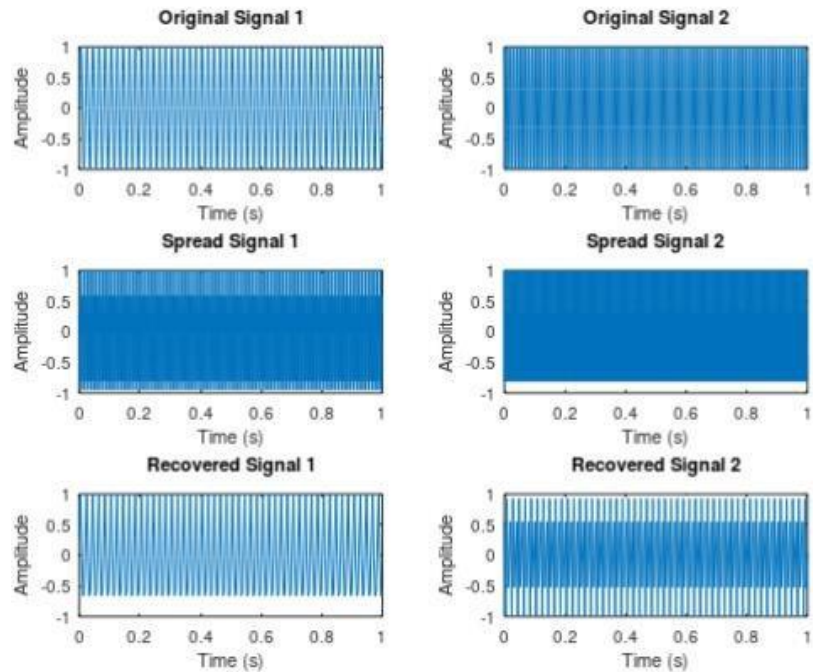 Original Signal 1
1
0.5
0
-0.5
-1
Amplitude
0 0.2 0.4 0.6 0.8 1
Time (s)
Original Signal 2
1
0.5
0
-0.5
-1
Amplitude
0 0.2 0.4 0.6 0.8 1
Time (s)
Spread Signal 1
1
0.5
0
-0.5
-1
Amplitude
0 0.2 0.4 0.6 0.8 1
Time (s)
Spread Signal 2
1
0.5
0
-0.5
-1
Amplitude
0 0.2 0.4 0.6 0.8 1
Time (s)
Recovered Signal 1
1
0.5
0
-0.5
-1
Amplitude
0 0.2 0.4 0.6 0.8 1
Time (s)
Recovered Signal 2
1
0.5
0
-0.5
-1
Amplitude
0 0.2 0.4 0.6 0.8 1
Time (s)